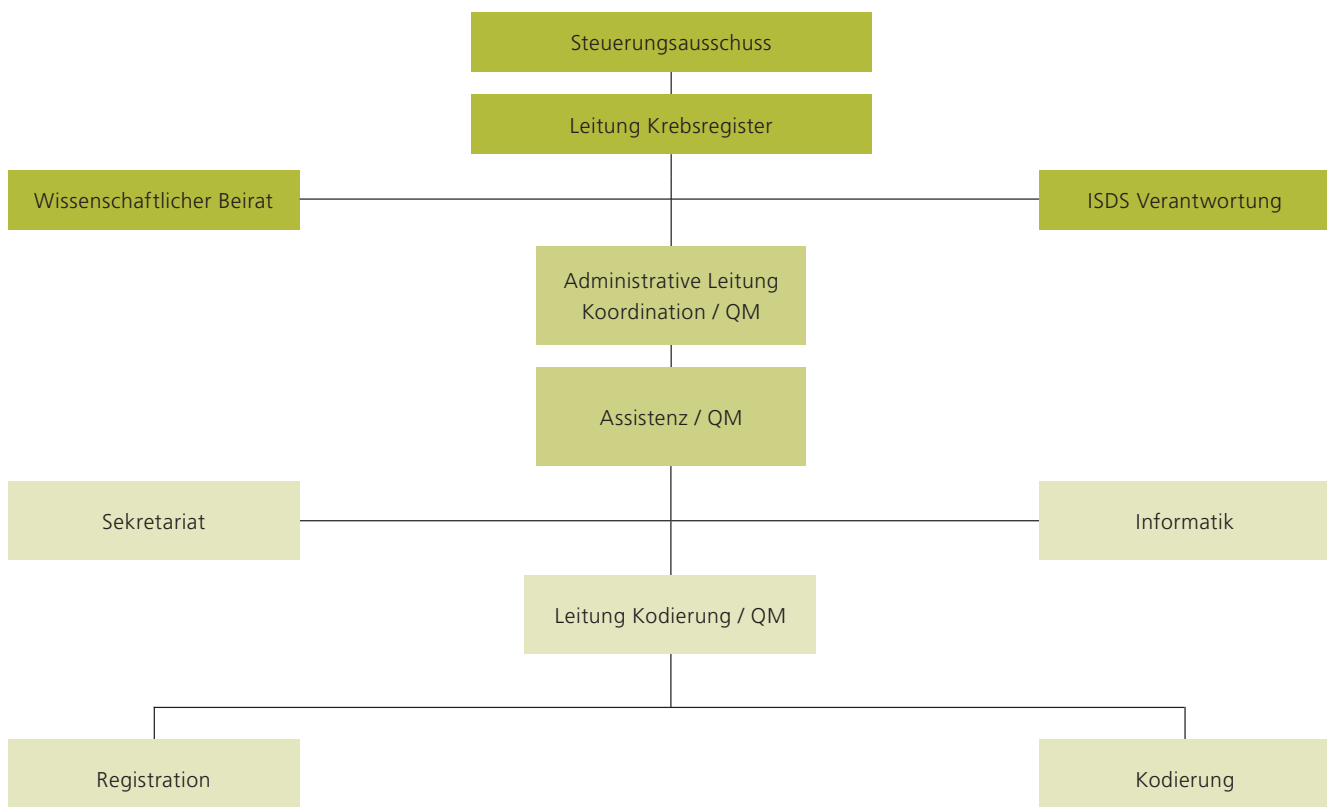 Steuerungsausschuss
Leitung Krebsregister
Wissenschaftlicher Beirat
ISDS Verantwortung
Administrative Leitung
Koordination / QM
Assistenz / QM
Sekretariat
Informatik
Leitung Kodierung / QM
Registration
Kodierung